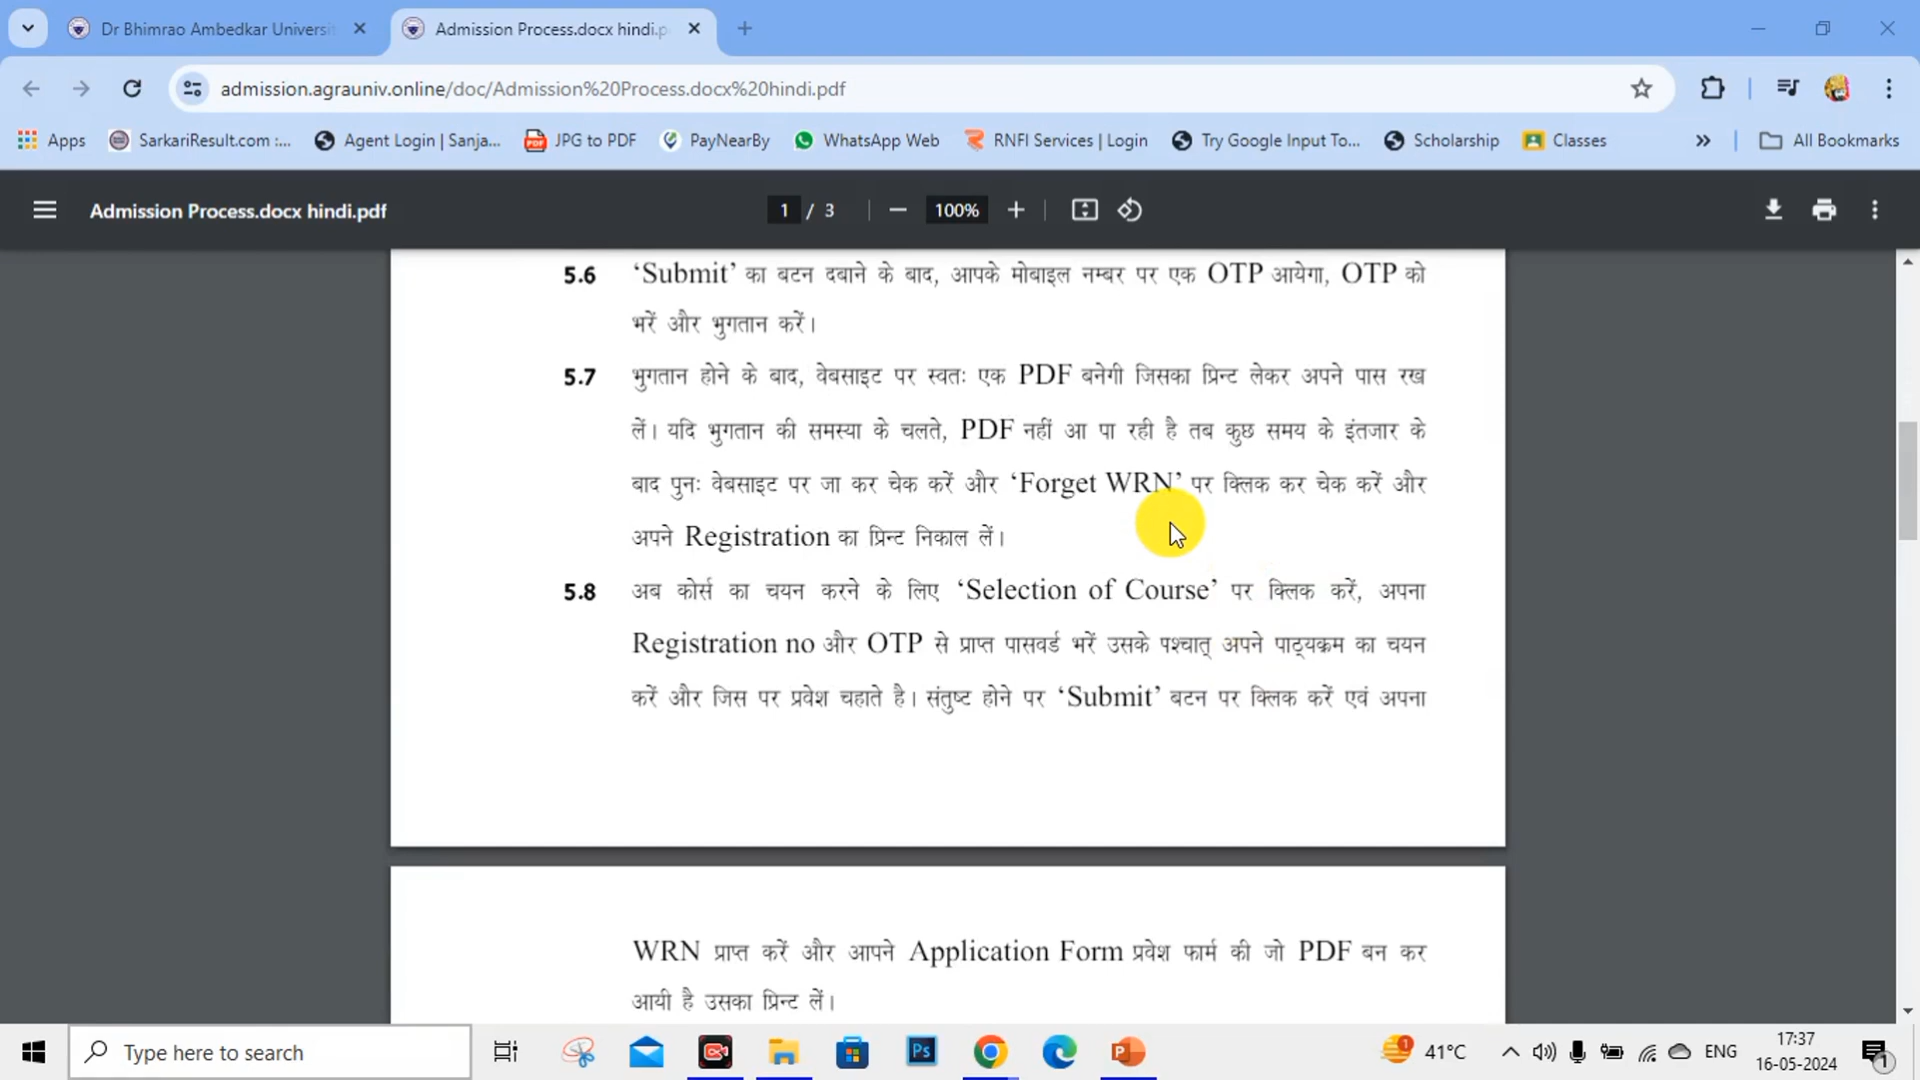 Dr Bhimrao Ambedkar Universi
Admission Process.docx hindi.p
admission.agrauniv.online/doc/Admission%20Process.docx%20hindi.pdf
Apps SarkariResult.com :... Agent Login | Sanja... JPG to PDF PayNearBy WhatsApp Web RNFI Services | Login Try Google Input To... Scholarship Classes » All Bookmarks
Admission Process.docx hindi.pdf 1 / 3 100%
5.6 ‘Submit’ का बटन दबाने के बाद, आपके मोबाइल नम्बर पर एक OTP आयेगा, OTP को
भरें और भुगतान करें।
5.7 भुगतान होने के बाद, वेबसाइट पर स्वतः एक PDF बनेगी जिसका प्रिन्ट लेकर अपने पास रख
लें। यदि भुगतान की समस्या के चलते, PDF नहीं आ पा रही है तब कुछ समय के इंतजार के
बाद पुनः वेबसाइट पर जा कर चेक करें और ‘Forget WRN’ पर क्लिक कर चेक करें और
अपने Registration का प्रिन्ट निकाल लें।
5.8 अब कोर्स का चयन करने के लिए ‘Selection of Course’ पर क्लिक करें, अपना
Registration no और OTP से प्राप्त पासवर्ड भरें उसके पश्चात् अपने पाठ्यक्रम का चयन
करें और जिस पर प्रवेश चहाते है। संतुष्ट होने पर ‘Submit’ बटन पर क्लिक करें एवं अपना
WRN प्राप्त करें और आपने Application Form प्रवेश फार्म की जो PDF बन कर
आयी है उसका प्रिन्ट लें।
Type here to search Ps P 1 41°C ENG 17:37
16-05-2024 1